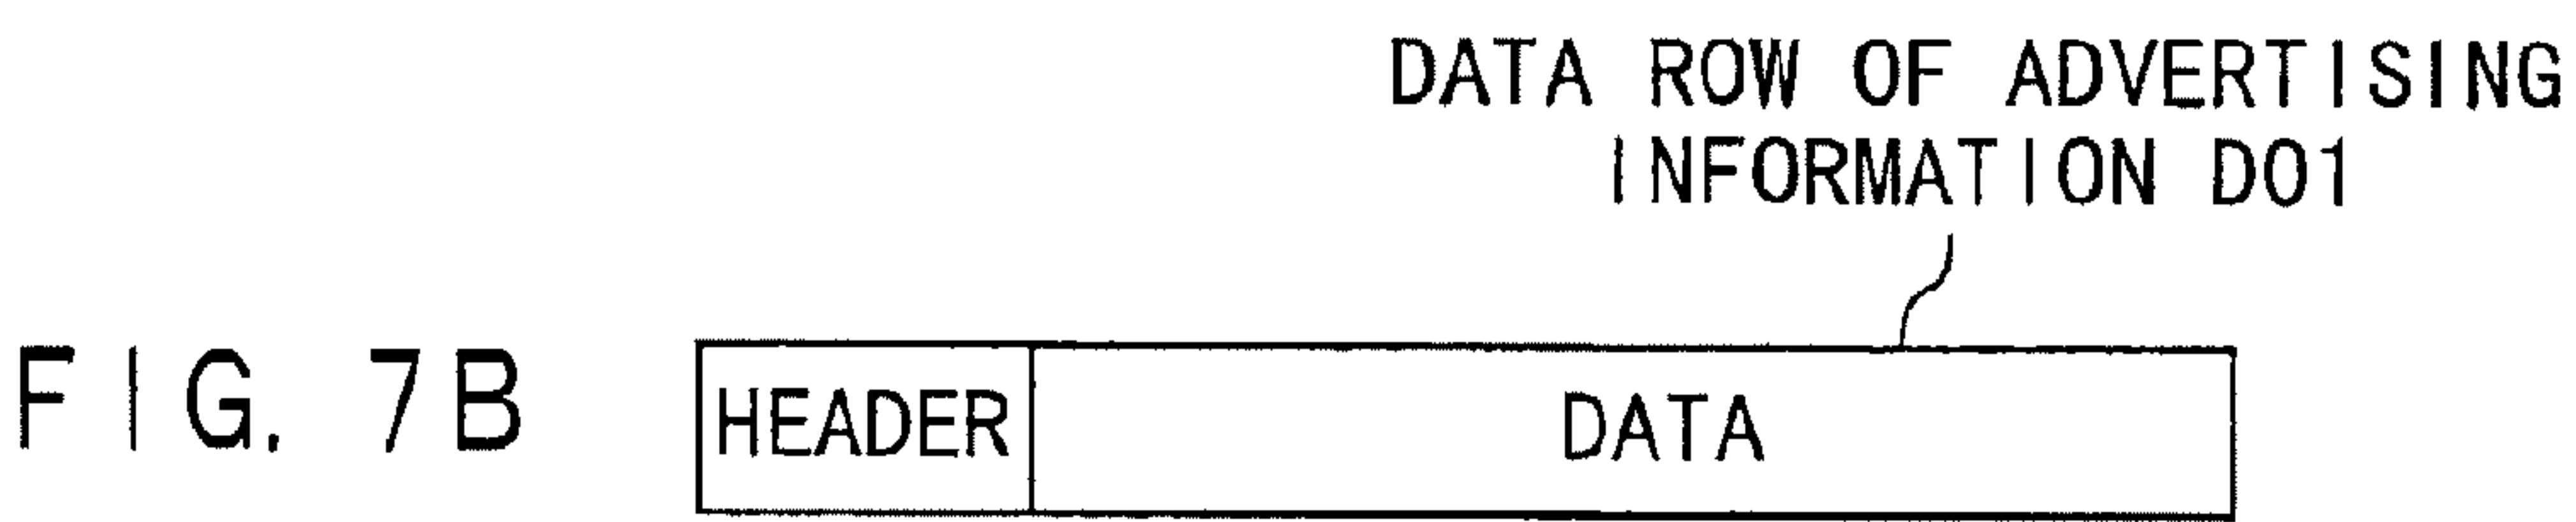 DATA ROW OF ADVERTISING
INFORMATION D01
FIG. 7B
HEADER
DATA